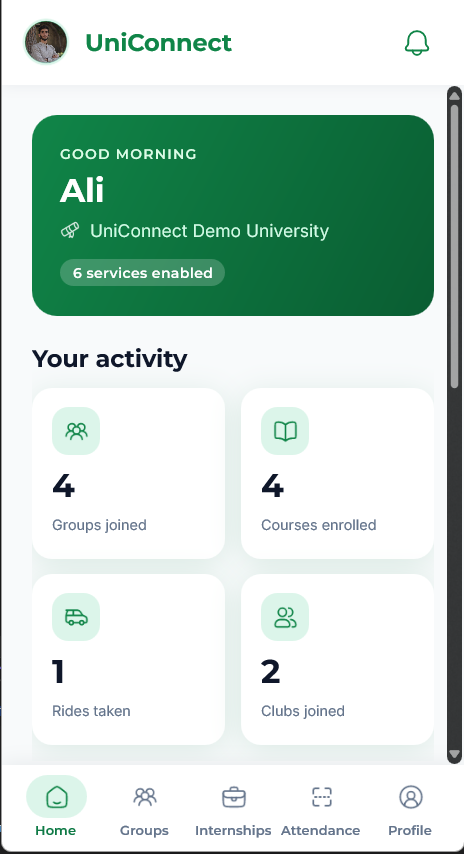 UniConnect
GOOD MORNING
Ali
UniConnect Demo University
6 services enabled
Your activity
4
Groups joined
4
Courses enrolled
1
Rides taken
2
Clubs joined
Home
Groups
Internships
Attendance
Profile